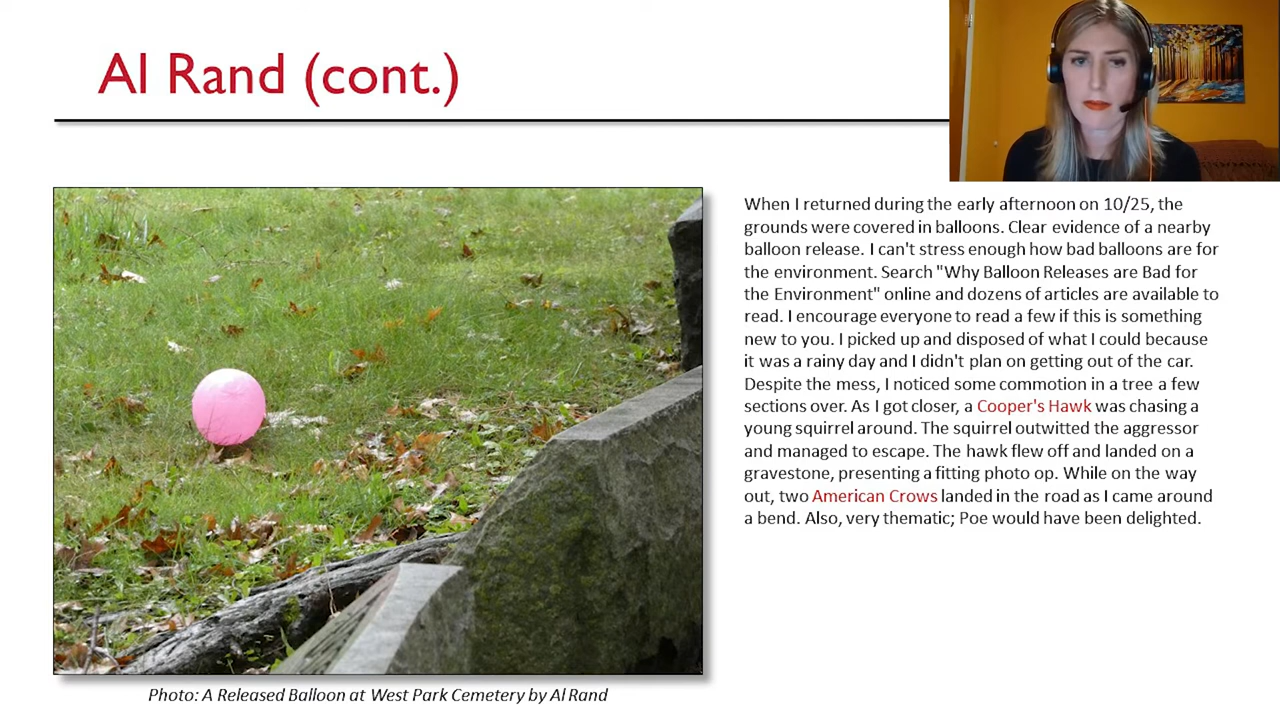 Al Rand (cont.)
When I returned during the early afternoon on 10/25, the
grounds were covered in balloons. Clear evidence of a nearby
balloon release. I can't stress enough how bad balloons are for
the environment. Search "Why Balloon Releases are Bad for
the Environment" online and dozens of articles are available to
read. I encourage everyone to read a few if this is something
new to you. I picked up and disposed of what I could because
it was a rainy day and I didn't plan on getting out of the car.
Despite the mess, I noticed some commotion in a tree a few
sections over. As I got closer, a Cooper's Hawk was chasing a
young squirrel around. The squirrel outwitted the aggressor
and managed to escape. The hawk flew off and landed on a
gravestone, presenting a fitting photo op. While on the way
out, two American Crows landed in the road as I came around
a bend. Also, very thematic; Poe would have been delighted.
Photo: A Released Balloon at West Park Cemetery by Al Rand